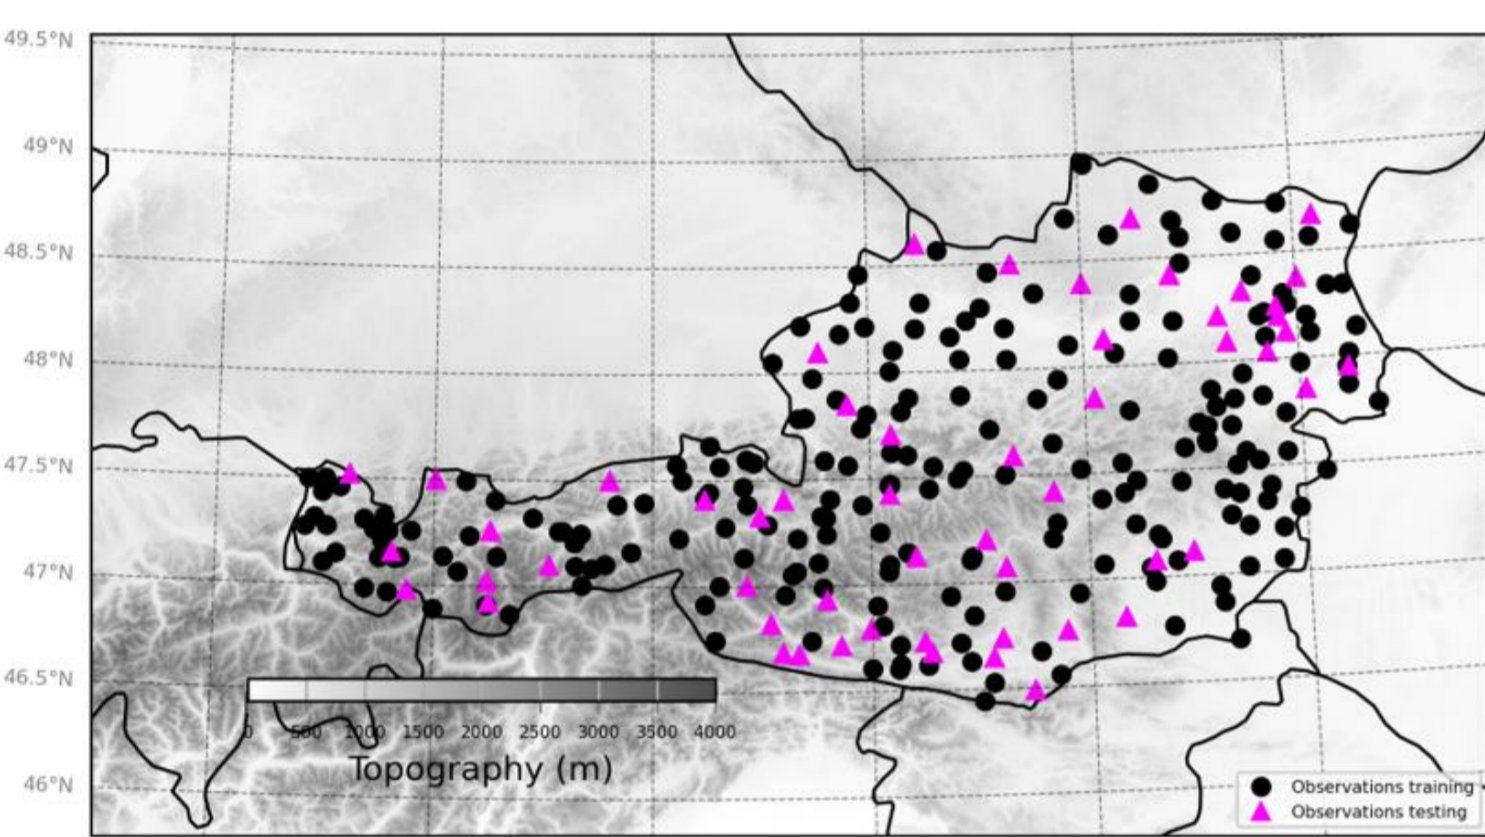 49.5°N
49°N
48.5°N
48°N
47.5°N
47°N
46.5°N
46°N
0 500 1000 1500 2000 2500 3000 3500 4000
Topography (m)
Observations training
Observations testing